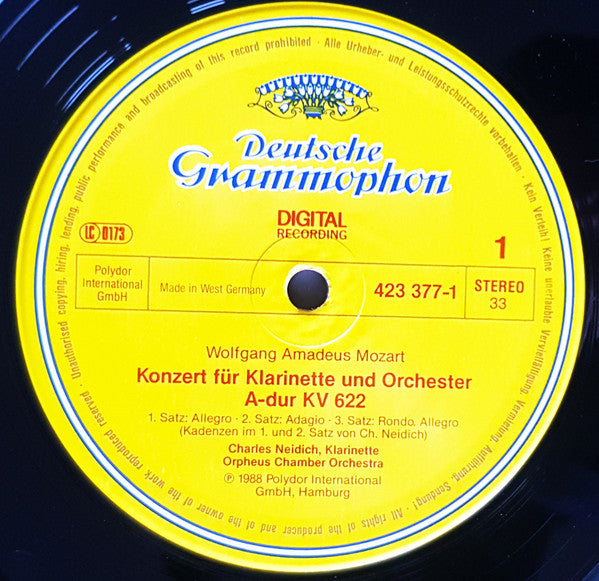 Deutsche
Grammophon
DIGITAL
RECORDING
1
LC 0173
Polydor
International
GmbH
Made in West Germany
423 377-1
STEREO
33
Wolfgang Amadeus Mozart
Konzert für Klarinette und Orchester
A-dur KV 622
1. Satz: Allegro · 2. Satz: Adagio · 3. Satz: Rondo. Allegro
(Kadenzen im 1. und 2. Satz von Ch. Neidich)
Charles Neidich, Klarinette
Orpheus Chamber Orchestra
℗ 1988 Polydor International
GmbH, Hamburg
Alle Urheber- und Leistungsschutzrechte vorbehalten · Kein Verleih! Keine unerlaubte Vervielfältigung, Vermietung, Aufführung, Sendung! · All rights of the producer and of the owner of the work reproduced reserved · Unauthorised copying, hiring, lending, public performance and broadcasting of this record prohibited ·